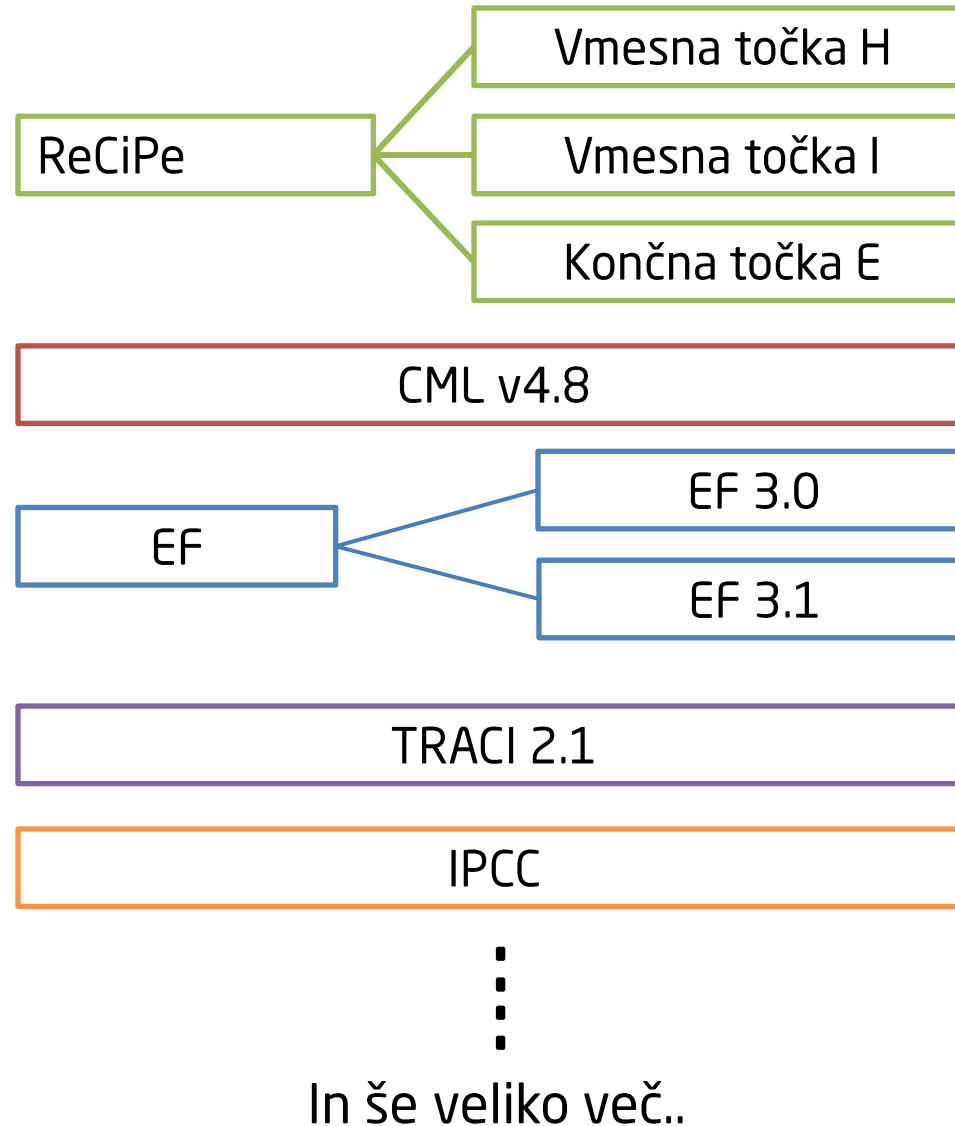 Vmesna točka H
ReCiPe
Vmesna točka I
Končna točka E
CML v4.8
EF 3.0
EF
EF 3.1
TRACI 2.1
IPCC
In še veliko več..